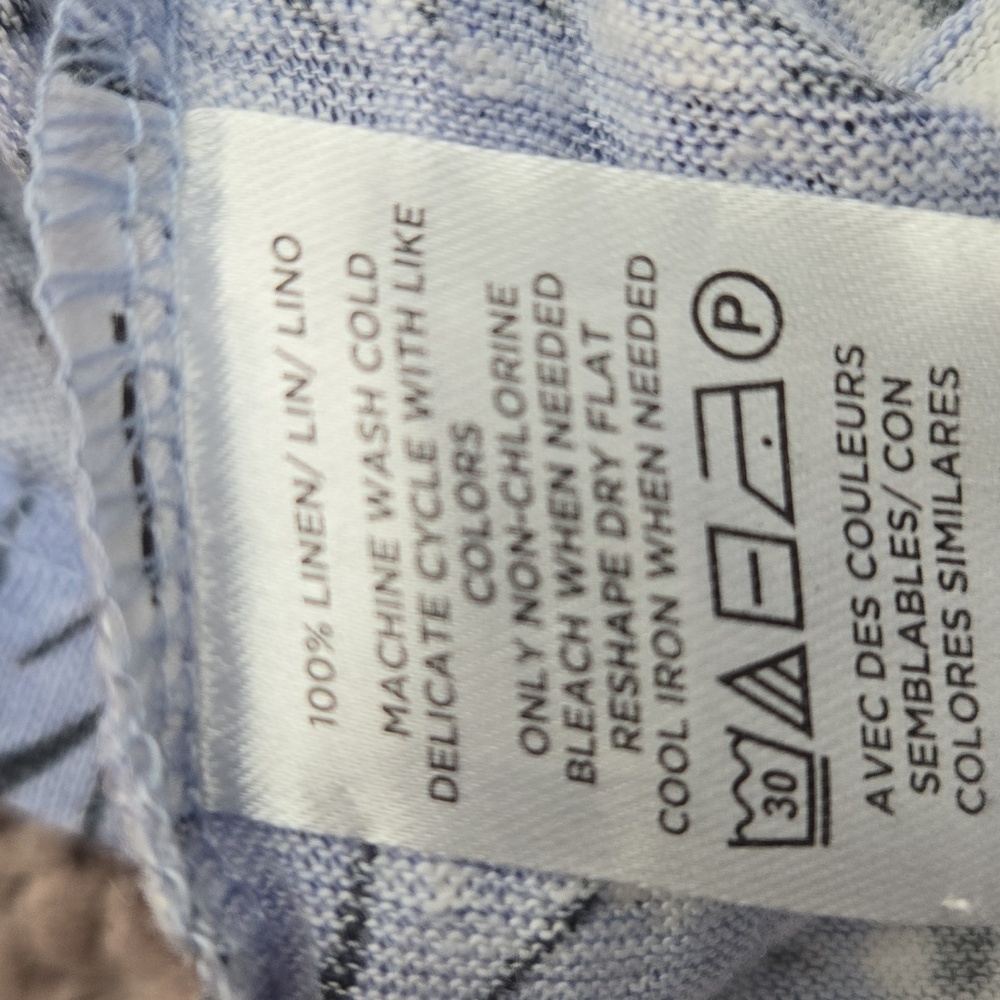 100% LINEN/ LIN/ LINO
MACHINE WASH COLD
DELICATE CYCLE WITH LIKE
COLORS
ONLY NON-CHLORINE
BLEACH WHEN NEEDED
RESHAPE DRY FLAT
COOL IRON WHEN NEEDED
30 P
AVEC DES COULEURS
SEMBLABLES/ CON
COLORES SIMILARES